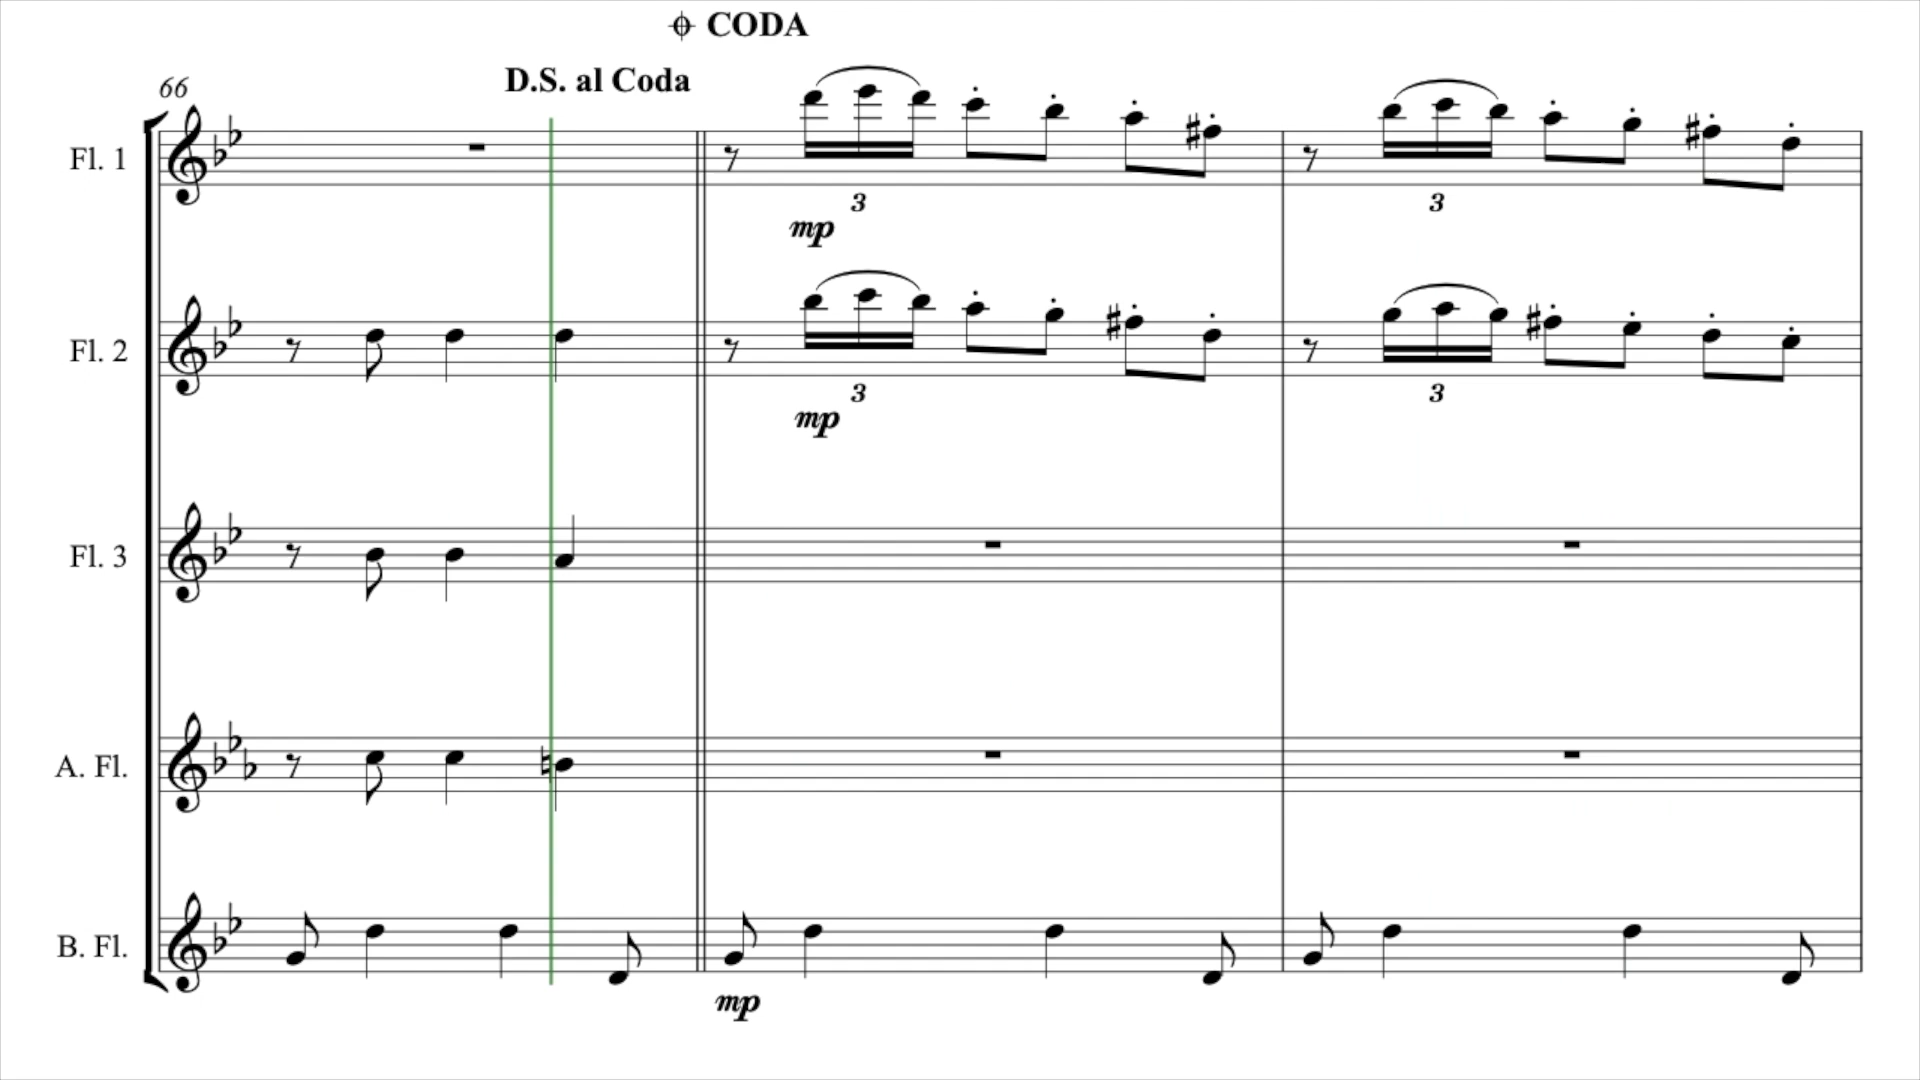 CODA
D.S. al Coda
66
Fl. 1
3
3
mp
Fl. 2
3
3
mp
Fl. 3
A. Fl.
B. Fl.
mp